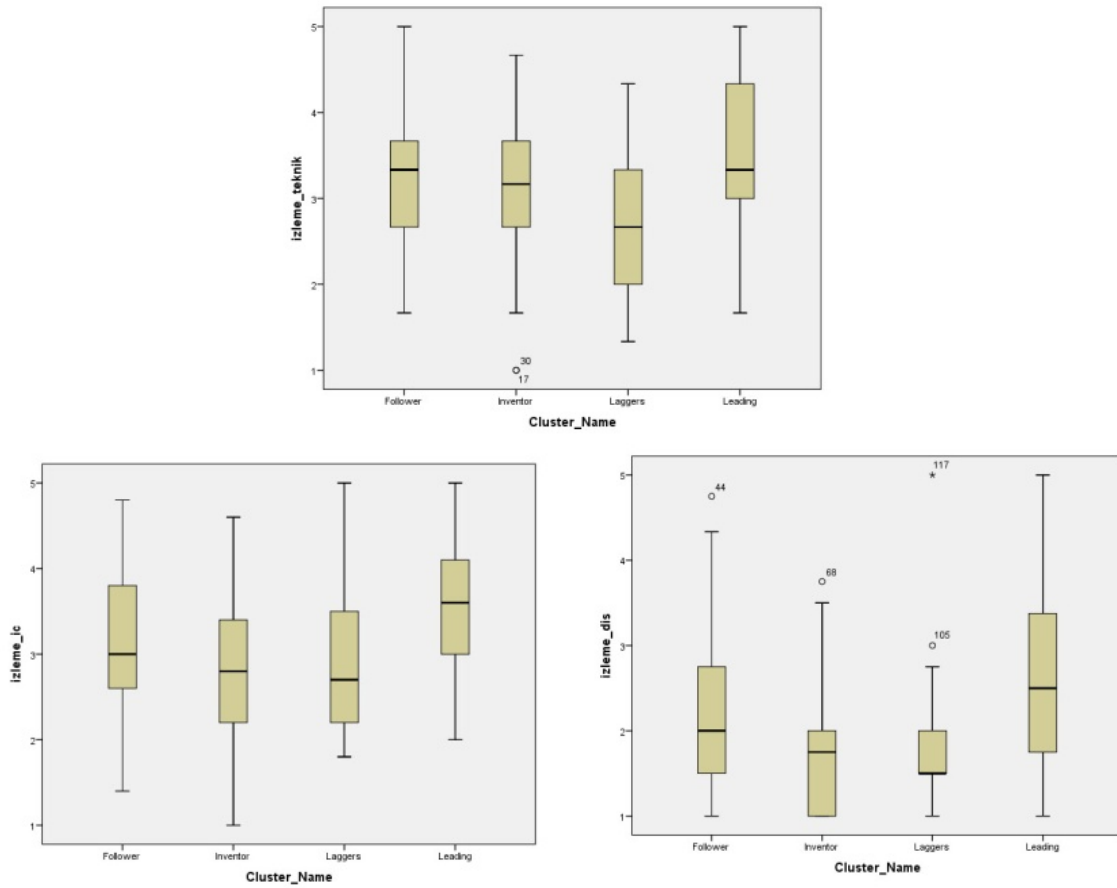 izleme_teknik
5
4
3
2
1
30
17
Follower Inventor Laggers Leading
Cluster_Name
izleme_ic
5
4
3
2
1
Follower Inventor Laggers Leading
Cluster_Name
izleme_dis
5
4
3
2
1
44
68
117
105
Follower Inventor Laggers Leading
Cluster_Name